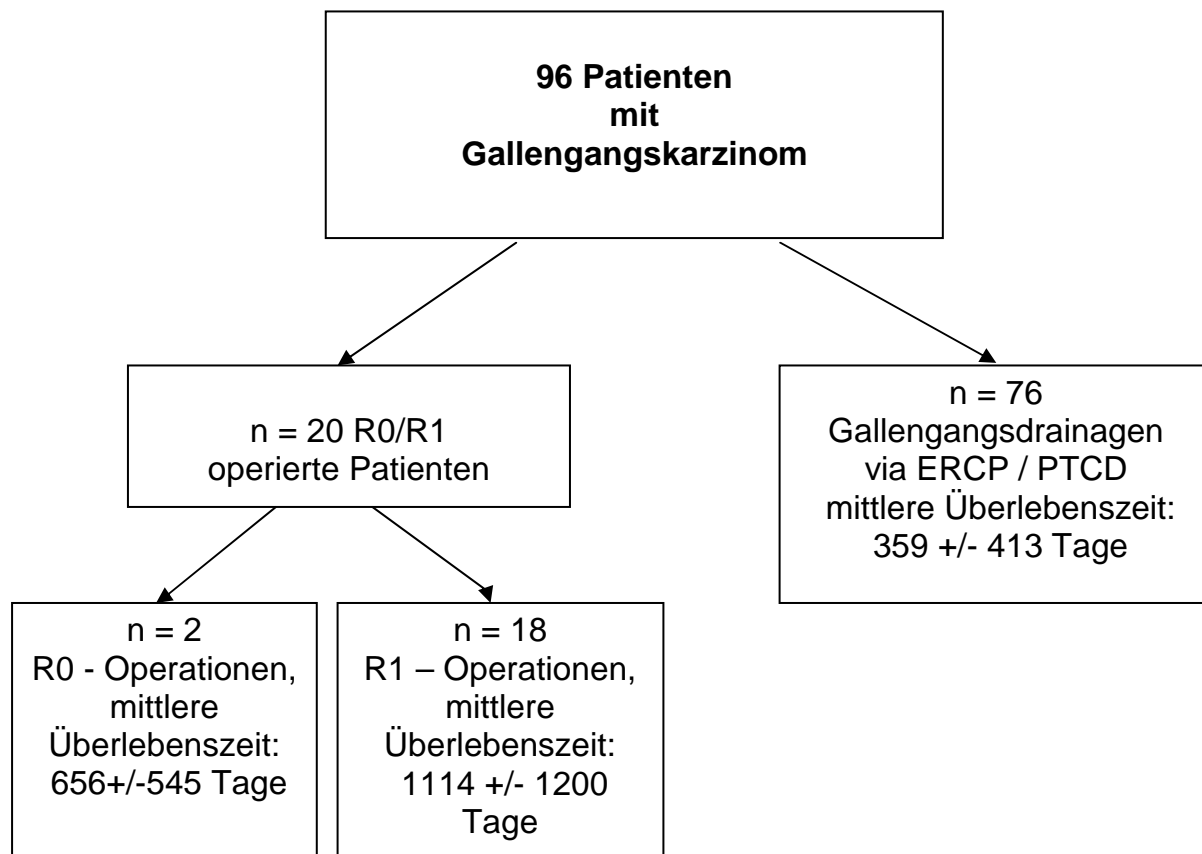 96 Patienten
mit
Gallengangskarzinom
n = 20 R0/R1
operierte Patienten
n = 76
Gallengangsdrainagen
via ERCP / PTCD
mittlere Überlebenszeit:
359 +/- 413 Tage
n = 2
R0 - Operationen,
mittlere
Überlebenszeit:
656+/-545 Tage
n = 18
R1 – Operationen,
mittlere
Überlebenszeit:
1114 +/- 1200
Tage